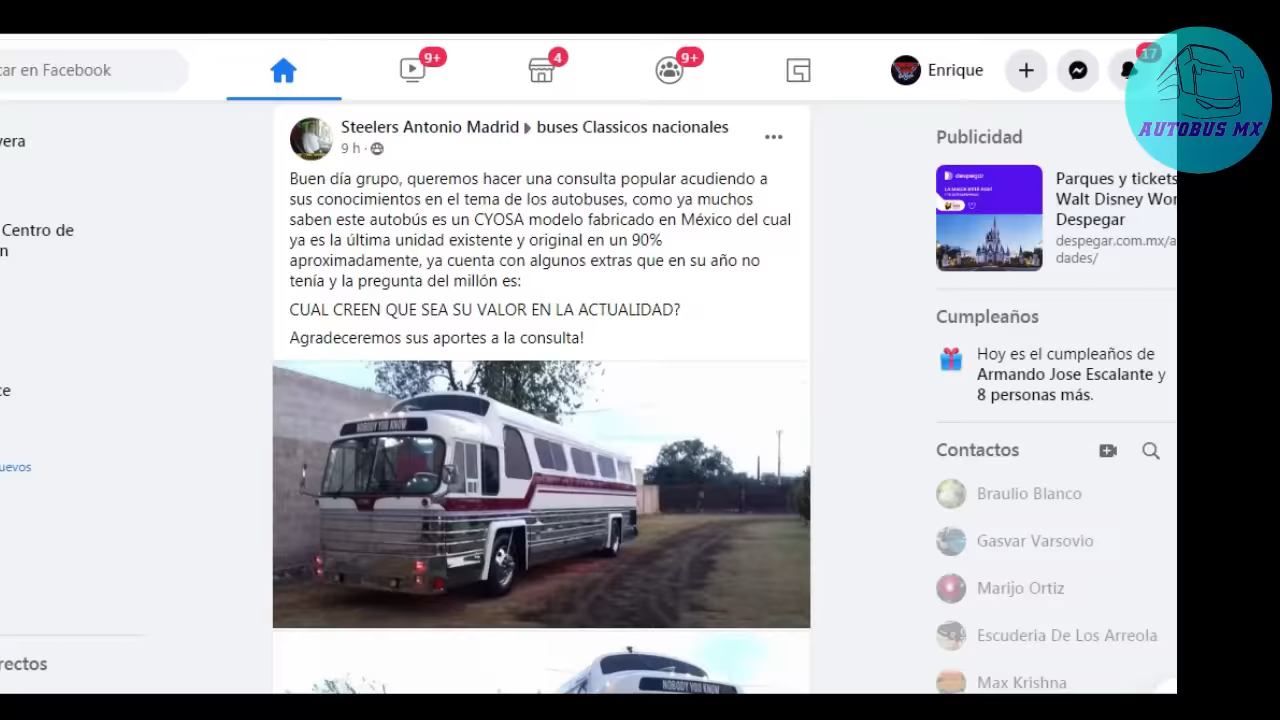 car en Facebook
9+
4
9+
Enrique
17
AUTOBUS MX
vera
Centro de
n
ce
uevos
rectos
Steelers Antonio Madrid buses Classicos nacionales
9 h ·
Buen día grupo, queremos hacer una consulta popular acudiendo a
sus conocimientos en el tema de los autobuses, como ya muchos
saben este autobús es un CYOSA modelo fabricado en México del cual
ya es la última unidad existente y original en un 90%
aproximadamente, ya cuenta con algunos extras que en su año no
tenía y la pregunta del millón es:
CUAL CREEN QUE SEA SU VALOR EN LA ACTUALIDAD?
Agradeceremos sus aportes a la consulta!
NOBODY YOU KNOW
NOBODY YOU KNOW
Publicidad
despegar
Parques y tickets
Walt Disney Wor
Despegar
despegar.com.mx/a
dades/
Cumpleaños
Hoy es el cumpleaños de
Armando Jose Escalante y
8 personas más.
Contactos
Braulio Blanco
Gasvar Varsovio
Marijo Ortiz
Escuderia De Los Arreola
Max Krishna